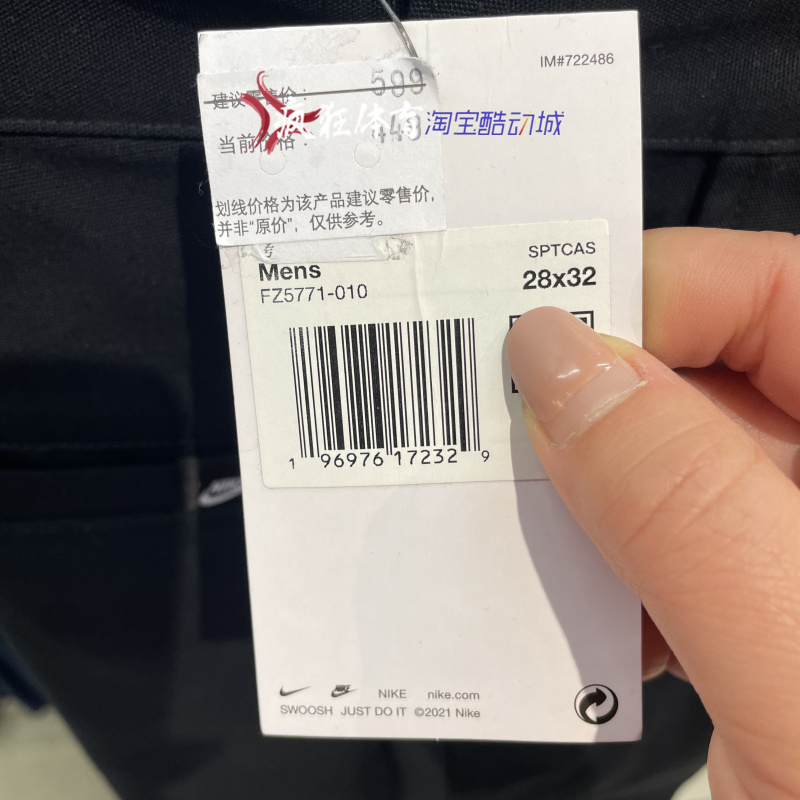 IM#722486
建议零售价： 599
疯狂体育 淘宝酷动城
当前价格： 449
划线价格为该产品建议零售价，
并非“原价”，仅供参考。
号
Mens
SPTCAS
FZ5771-010
28x32
1 96976 17232 9
NIKE nike.com
SWOOSH JUST DO IT ©2021 Nike